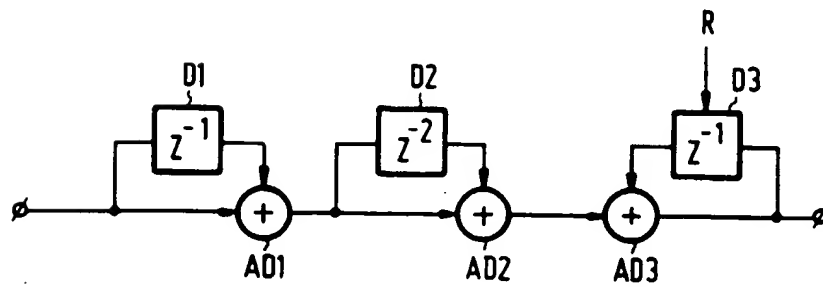 R
D1
D2
D3
Z⁻¹
Z⁻²
Z⁻¹
+
+
+
AD1
AD2
AD3